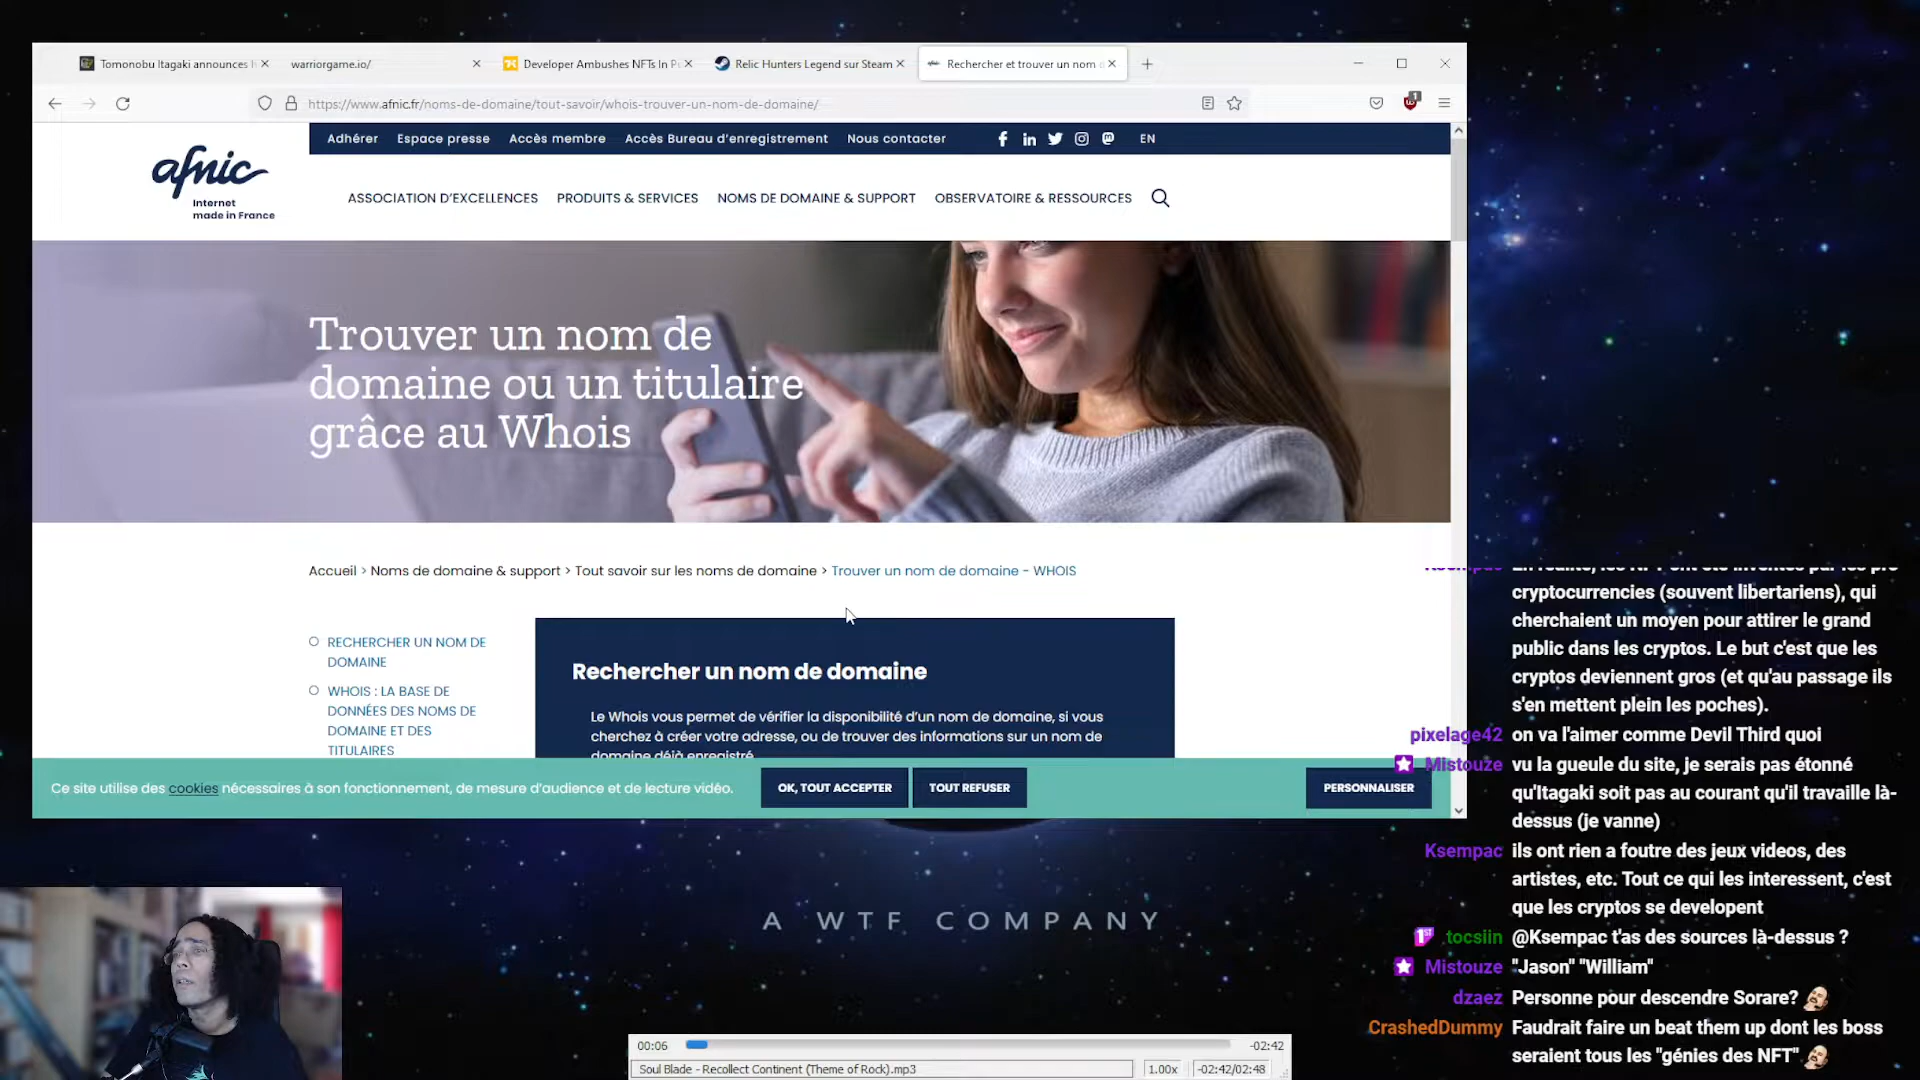 Tomonobu Itagaki announces
warriorgame.io/
Developer Ambushes NFTs In
Relic Hunters Legend sur Steam
Rechercher et trouver un nom
https://www.afnic.fr/noms-de-domaine/tout-savoir/whois-trouver-un-nom-de-domaine/
1
Adhérer
Espace presse
Accès membre
Accès Bureau d'enregistrement
Nous contacter
EN
afnic
Internet
made in France
ASSOCIATION D'EXCELLENCES
PRODUITS & SERVICES
NOMS DE DOMAINE & SUPPORT
OBSERVATOIRE & RESSOURCES
Trouver un nom de
domaine ou un titulaire
grâce au Whois
Accueil > Noms de domaine & support > Tout savoir sur les noms de domaine > Trouver un nom de domaine - WHOIS
RECHERCHER UN NOM DE
DOMAINE
WHOIS : LA BASE DE
DONNÉES DES NOMS DE
DOMAINE ET DES
TITULAIRES
Rechercher un nom de domaine
Le Whois vous permet de vérifier la disponibilité d'un nom de domaine, si vous
cherchez à créer votre adresse, ou de trouver des informations sur un nom de
domaine déjà enregistré
Ce site utilise des cookies nécessaires à son fonctionnement, de mesure d'audience et de lecture vidéo.
OK, TOUT ACCEPTER
TOUT REFUSER
PERSONNALISER
cryptocurrencies (souvent libertariens), qui
cherchaient un moyen pour attirer le grand
public dans les cryptos. Le but c'est que les
cryptos deviennent gros (et qu'au passage ils
s'en mettent plein les poches).
pixelage42 on va l'aimer comme Devil Third quoi
Mistouze vu la gueule du site, je serais pas étonné
qu'Itagaki soit pas au courant qu'il travaille là-
dessus (je vanne)
Ksempac ils ont rien a foutre des jeux videos, des
artistes, etc. Tout ce qui les interessent, c'est
que les cryptos se developent
1ST tocsiin @Ksempac t'as des sources là-dessus ?
Mistouze "Jason" "William"
dzaez Personne pour descendre Sorare?
CrashedDummy Faudrait faire un beat them up dont les boss
seraient tous les "génies des NFT"
A WTF COMPANY
00:06
-02:42
Soul Blade - Recollect Continent (Theme of Rock).mp3
1.00x
-02:42/02:48